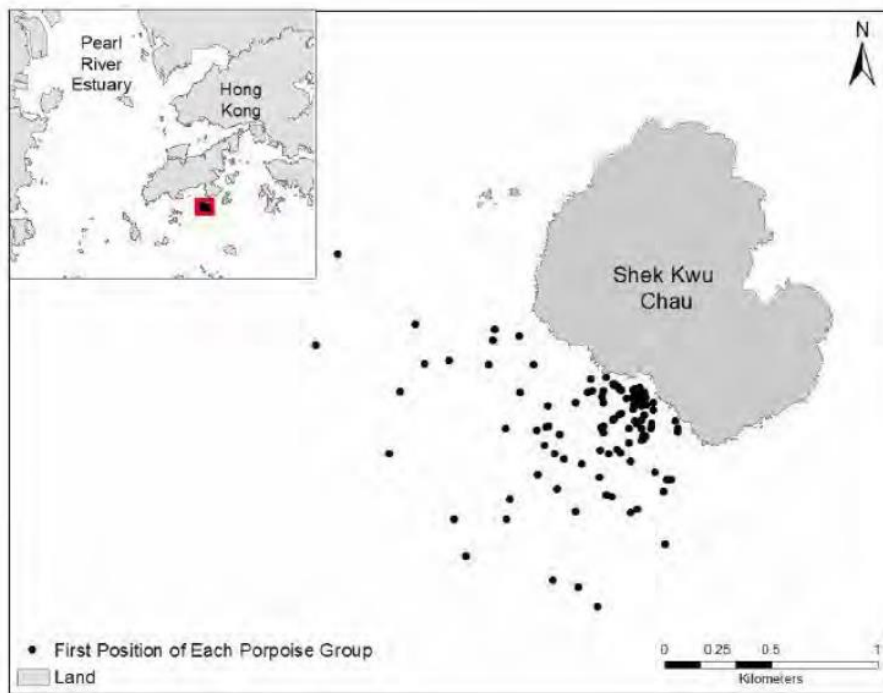 Pearl
River
Estuary
Hong
Kong
N
Shek Kwu
Chau
First Position of Each Porpoise Group
Land
0 0.25 0.5 1
Kilometers